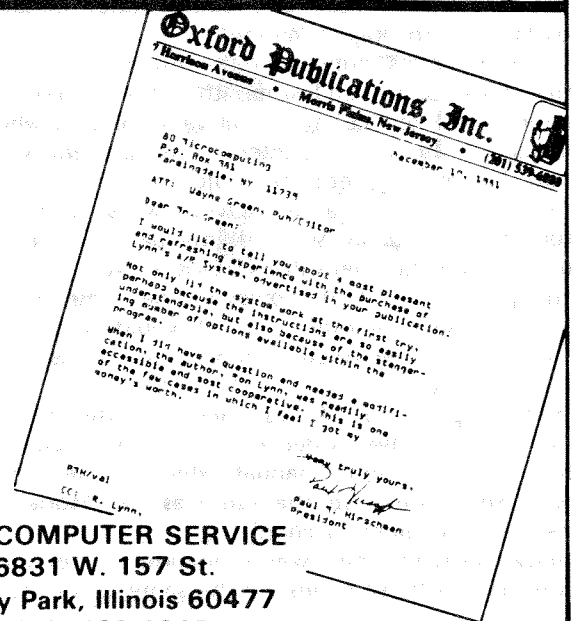 Oxford Publications, Inc.
Harrison Avenue • Morris Plains, New Jersey • (201) 539-6800
December 10, 1981
80 Microcomputing
P.O. Box 981
Farmingdale, NY 11739
ATT: Wayne Green, Pub/Editor
Dear Mr. Green:
I would like to tell you about a most pleasant
and refreshing experience with the purchase of
Lynn's A/R System, advertised in your publication.
Not only did the system work at the first try,
perhaps because the instructions are so easily
understandable, but also because of the stagger-
ing number of options available within the
program.
When I did have a question and needed a modifi-
cation, the author, Ron Lynn, was readily
accessible and most cooperative. This is one
of the few cases in which I feel I got my
money's worth.
Very truly yours,
Paul H. Hirschean
President
PJH/val
CC: R. Lynn,
COMPUTER SERVICE
6831 W. 157 St.
y Park, Illinois 60477